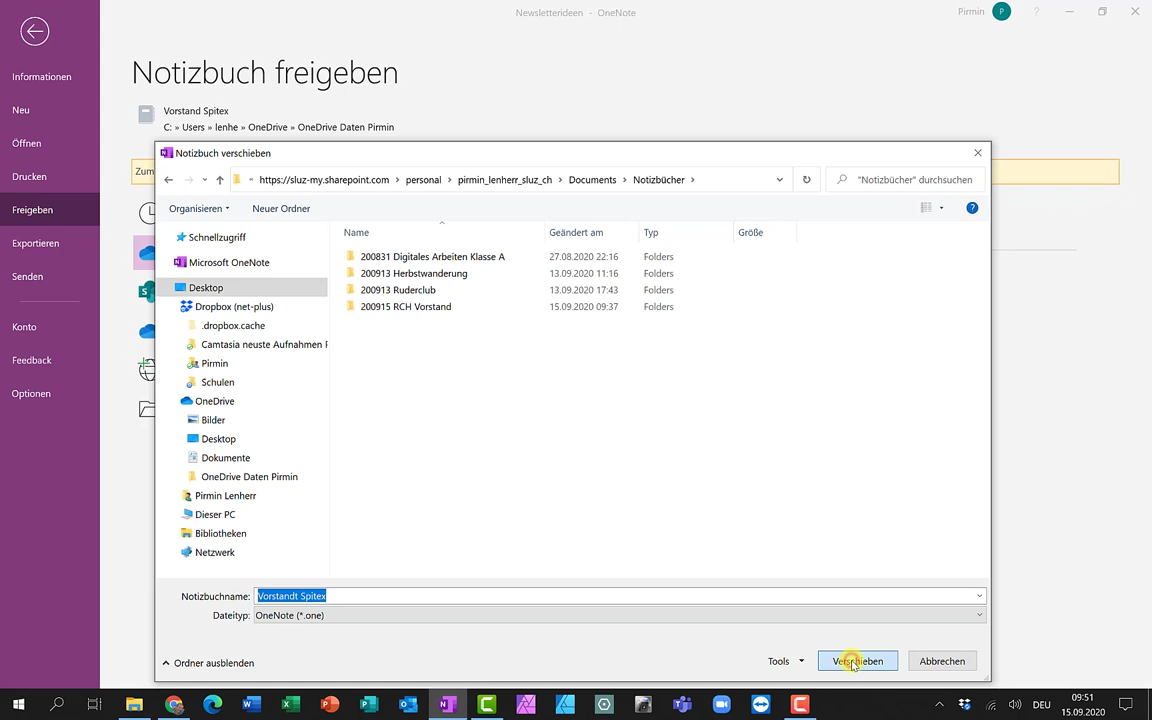 Newsletterideen - OneNote
Pirmin P ?
Informationen
Neu
Öffnen
Drucken
Freigeben
Exportieren
Senden
Konto
Feedback
Optionen
Notizbuch freigeben
Vorstand Spitex
C: » Users » lenhe » OneDrive » OneDrive Daten Pirmin
Zum
Notizbuch verschieben
« https://sluz-my.sharepoint.com › personal › pirmin_lenherr_sluz_ch › Documents › Notizbücher ›
"Notizbücher" durchsuchen
Organisieren Neuer Ordner
Schnellzugriff
Microsoft OneNote
Desktop
Dropbox (net-plus)
.dropbox.cache
Camtasia neuste Aufnahmen F
Pirmin
Schulen
OneDrive
Bilder
Desktop
Dokumente
OneDrive Daten Pirmin
Pirmin Lenherr
Dieser PC
Bibliotheken
Netzwerk
Name Geändert am Typ Größe
200831 Digitales Arbeiten Klasse A 27.08.2020 22:16 Folders
200913 Herbstwanderung 13.09.2020 11:16 Folders
200913 Ruderclub 13.09.2020 17:43 Folders
200915 RCH Vorstand 15.09.2020 09:37 Folders
Notizbuchname: Vorstandt Spitex
Dateityp: OneNote (*.one)
Ordner ausblenden
Tools Verschieben Abbrechen
DEU
09:51
15.09.2020